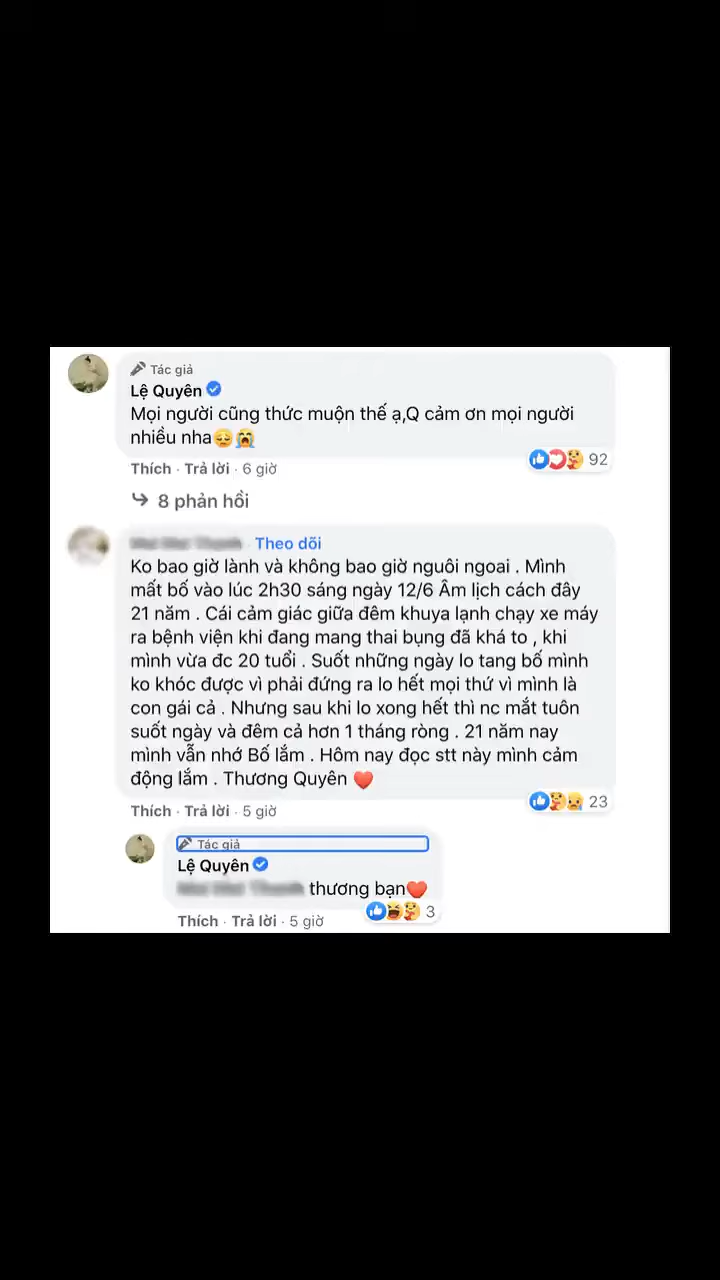 Tác giả
Lệ Quyên
Mọi người cũng thức muộn thế ạ,Q cảm ơn mọi người
nhiều nha😔😭
Thích · Trả lời · 6 giờ
92
8 phản hồi
· Theo dõi
Ko bao giờ lành và không bao giờ nguôi ngoai . Mình
mất bố vào lúc 2h30 sáng ngày 12/6 Âm lịch cách đây
21 năm . Cái cảm giác giữa đêm khuya lạnh chạy xe máy
ra bệnh viện khi đang mang thai bụng đã khá to , khi
mình vừa đc 20 tuổi . Suốt những ngày lo tang bố mình
ko khóc được vì phải đứng ra lo hết mọi thứ vì mình là
con gái cả . Nhưng sau khi lo xong hết thì nc mắt tuôn
suốt ngày và đêm cả hơn 1 tháng ròng . 21 năm nay
mình vẫn nhớ Bố lắm . Hôm nay đọc stt này mình cảm
động lắm . Thương Quyên ❤️
Thích · Trả lời · 5 giờ
23
Tác giả
Lệ Quyên
thương bạn❤️
Thích · Trả lời · 5 giờ
3